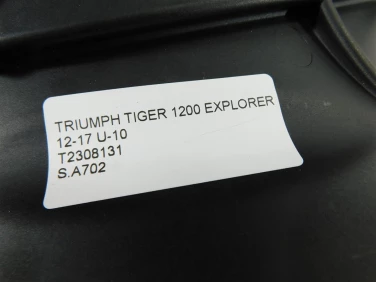 TRIUMPH TIGER 1200 EXPLORER
12-17 U-10
T2308131
S.A702